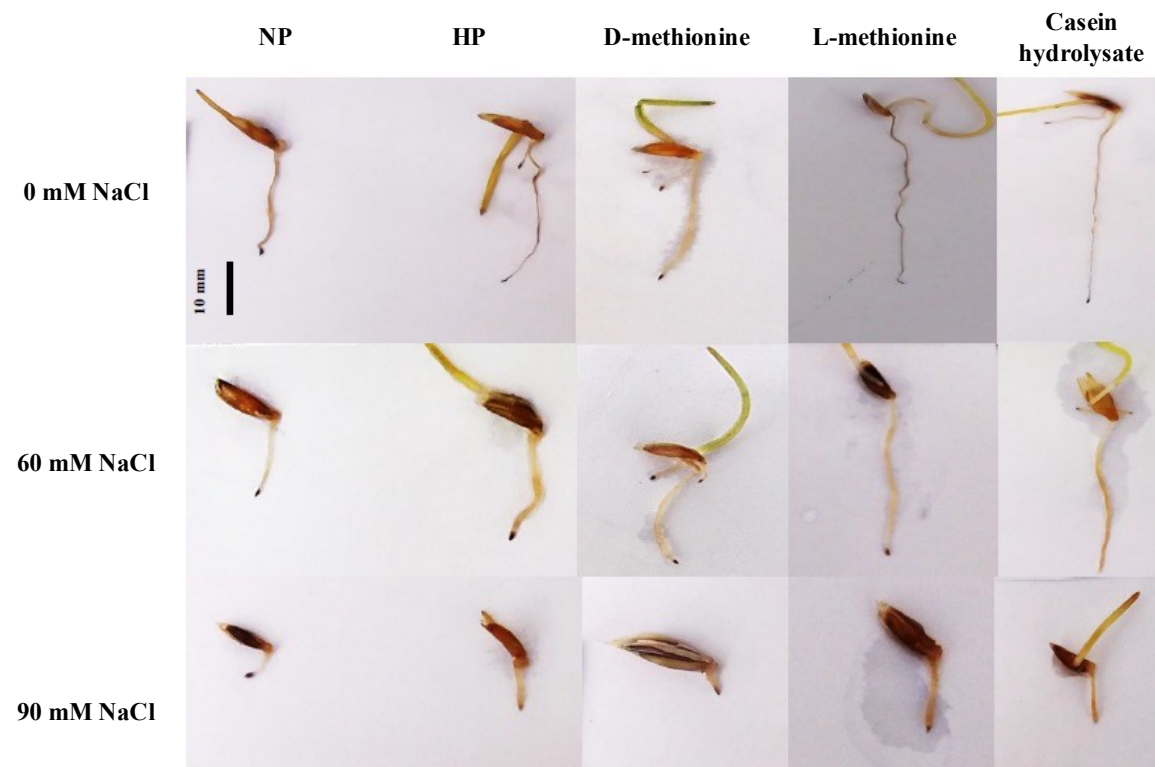 NP
HP
D-methionine
L-methionine
Casein
hydrolysate
0 mM NaCl
10 mm
60 mM NaCl
90 mM NaCl